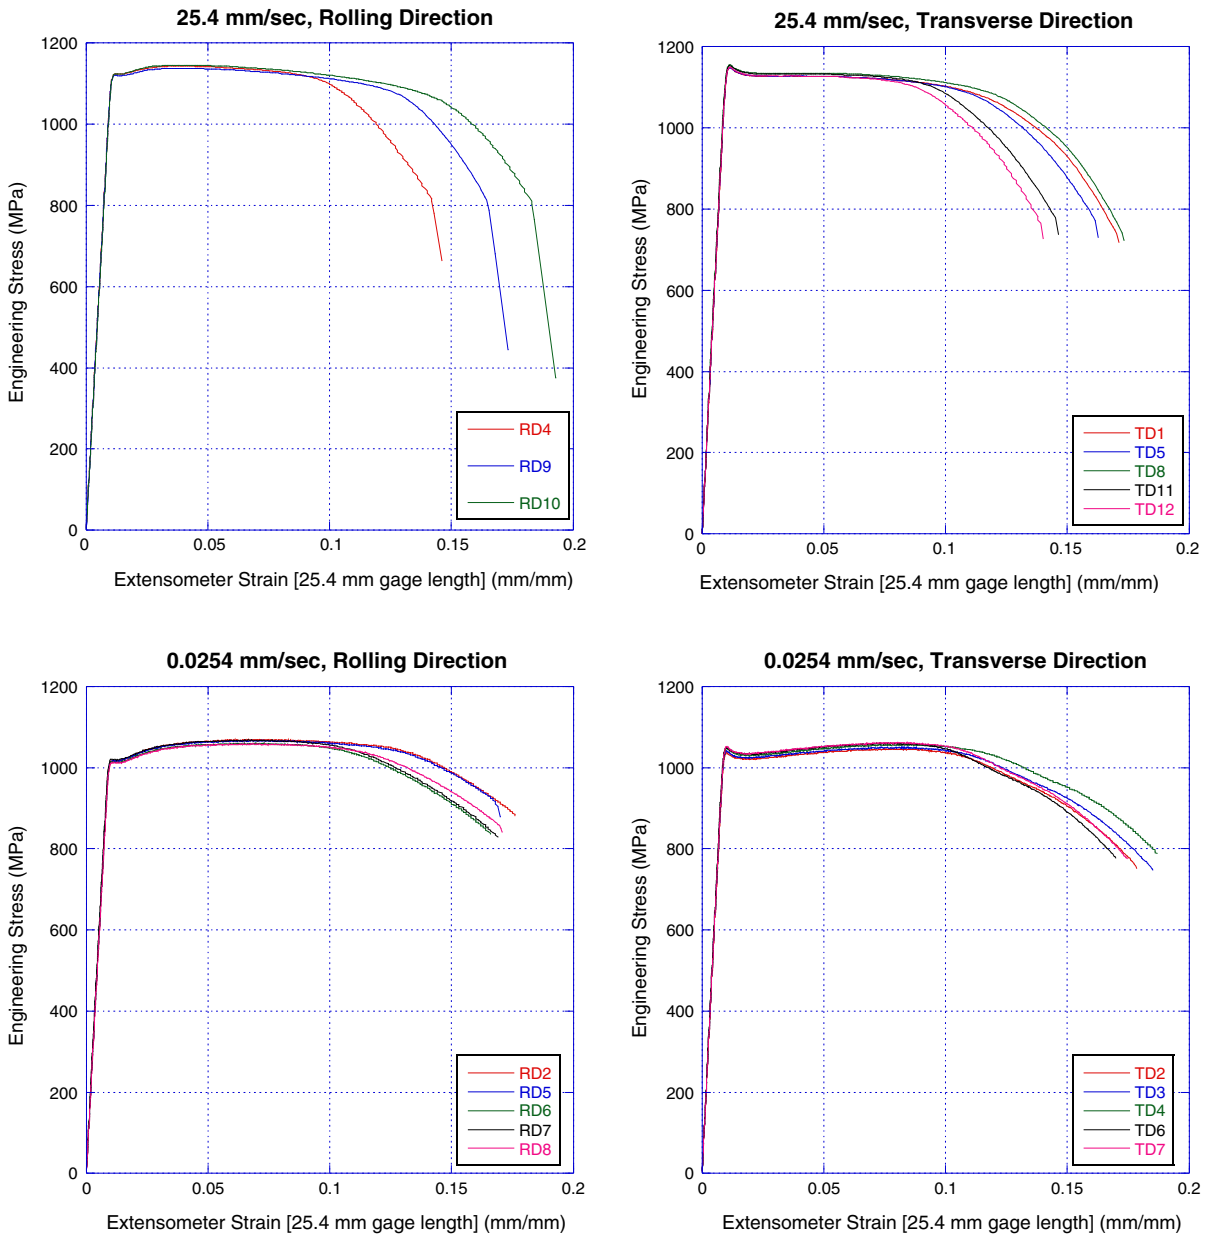 25.4 mm/sec, Rolling Direction
1200
1000
800
600
400
200
0
Engineering Stress (MPa)
RD4
RD9
RD10
0 0.05 0.1 0.15 0.2
Extensometer Strain [25.4 mm gage length] (mm/mm)
25.4 mm/sec, Transverse Direction
1200
1000
800
600
400
200
0
Engineering Stress (MPa)
TD1
TD5
TD8
TD11
TD12
0 0.05 0.1 0.15 0.2
Extensometer Strain [25.4 mm gage length] (mm/mm)
0.0254 mm/sec, Rolling Direction
1200
1000
800
600
400
200
0
Engineering Stress (MPa)
RD2
RD5
RD6
RD7
RD8
0 0.05 0.1 0.15 0.2
Extensometer Strain [25.4 mm gage length] (mm/mm)
0.0254 mm/sec, Transverse Direction
1200
1000
800
600
400
200
0
Engineering Stress (MPa)
TD2
TD3
TD4
TD6
TD7
0 0.05 0.1 0.15 0.2
Extensometer Strain [25.4 mm gage length] (mm/mm)